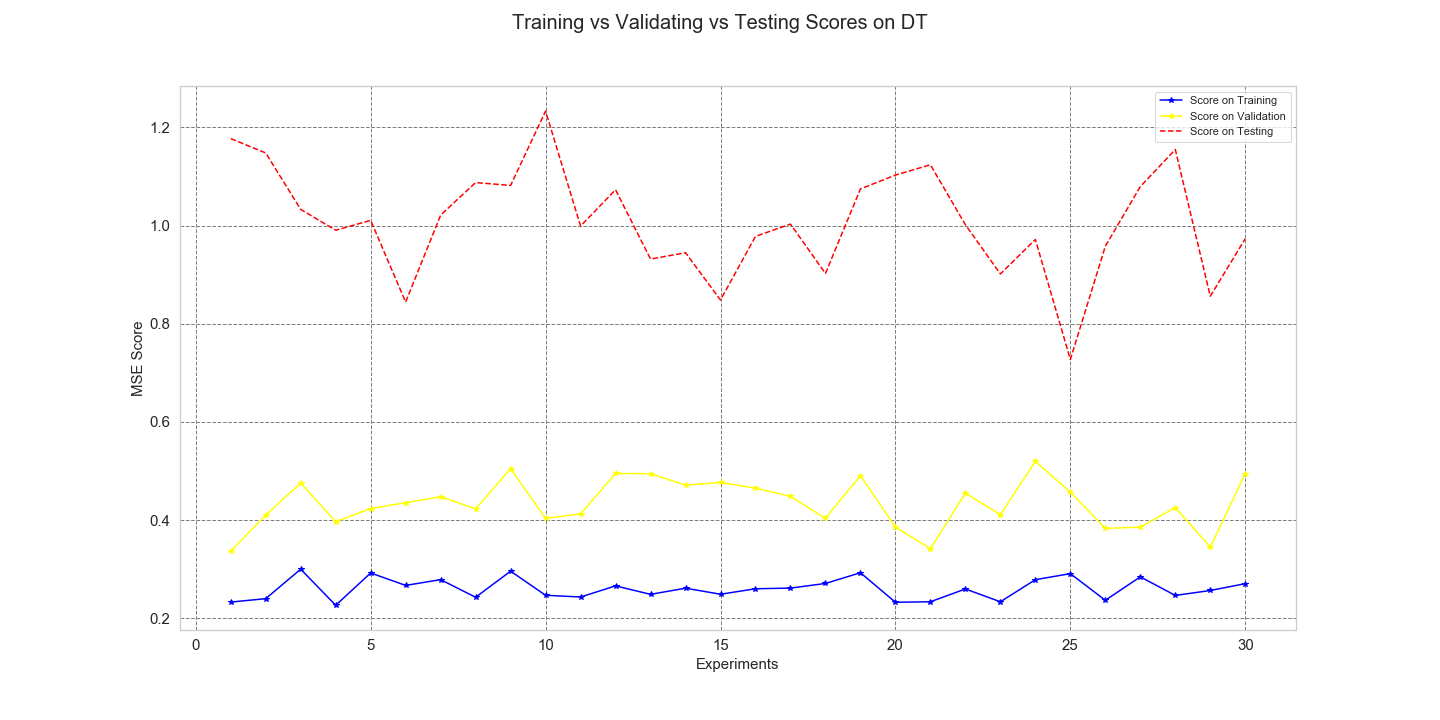 Training vs Validating vs Testing Scores on DT
Score on Training
Score on Validation
Score on Testing
1.2
1.0
0.8
0.6
0.4
0.2
MSE Score
0 5 10 15 20 25 30
Experiments